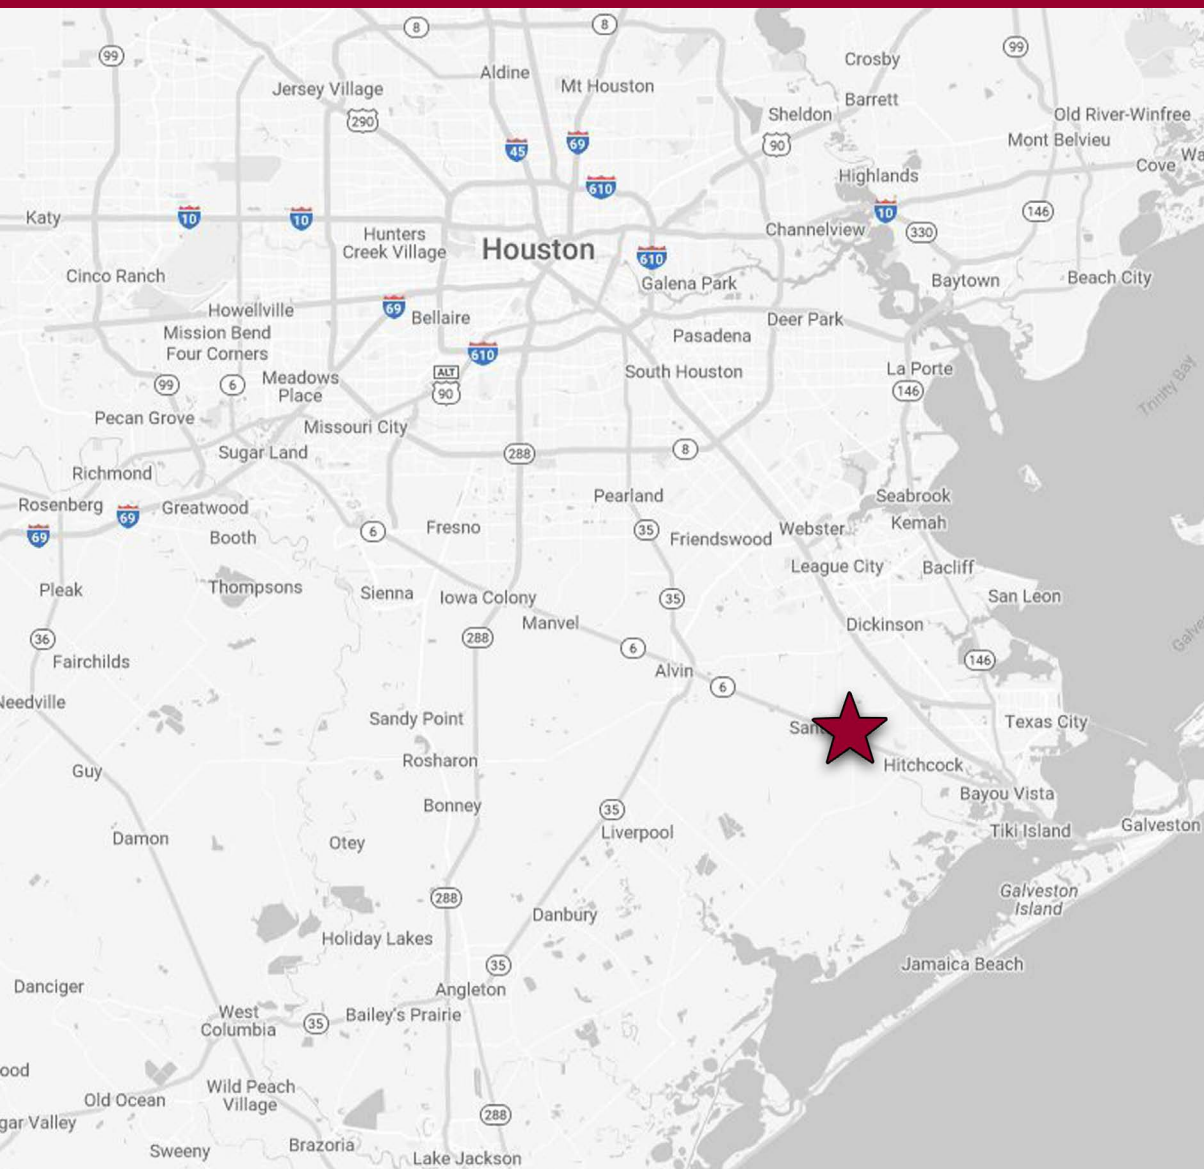 8
8
99
99
Crosby
Aldine
Mt Houston
Jersey Village
290
Barrett
Sheldon
Old River-Winfree
45
69
90
Mont Belvieu
Cove
Highlands
610
Katy
10
10
10
146
Hunters
Creek Village
Houston
Channelview
330
610
Cinco Ranch
Galena Park
Baytown
Beach City
Howellville
69
Bellaire
Mission Bend
Four Corners
610
Pasadena
Deer Park
99
6
Meadows
Place
ALT
90
South Houston
La Porte
146
Trinity Bay
Pecan Grove
Missouri City
Sugar Land
288
8
Richmond
Rosenberg
69
69
Greatwood
Booth
6
Fresno
Pearland
35
Friendswood
Webster
Seabrook
Kemah
League City
Bacliff
Pleak
Thompsons
Sienna
Iowa Colony
35
San Leon
Manvel
Dickinson
36
288
6
146
Fairchilds
Alvin
6
Needville
Sandy Point
Texas City
Rosharon
Hitchcock
Guy
Bonney
35
Bayou Vista
Damon
Otey
Liverpool
Tiki Island
Galveston
288
Galveston
Island
Danbury
Holiday Lakes
35
Jamaica Beach
Danciger
Angleton
West
Columbia
35
Bailey's Prairie
Wild Peach
Village
Old Ocean
288
Sweeny
Brazoria
Lake Jackson